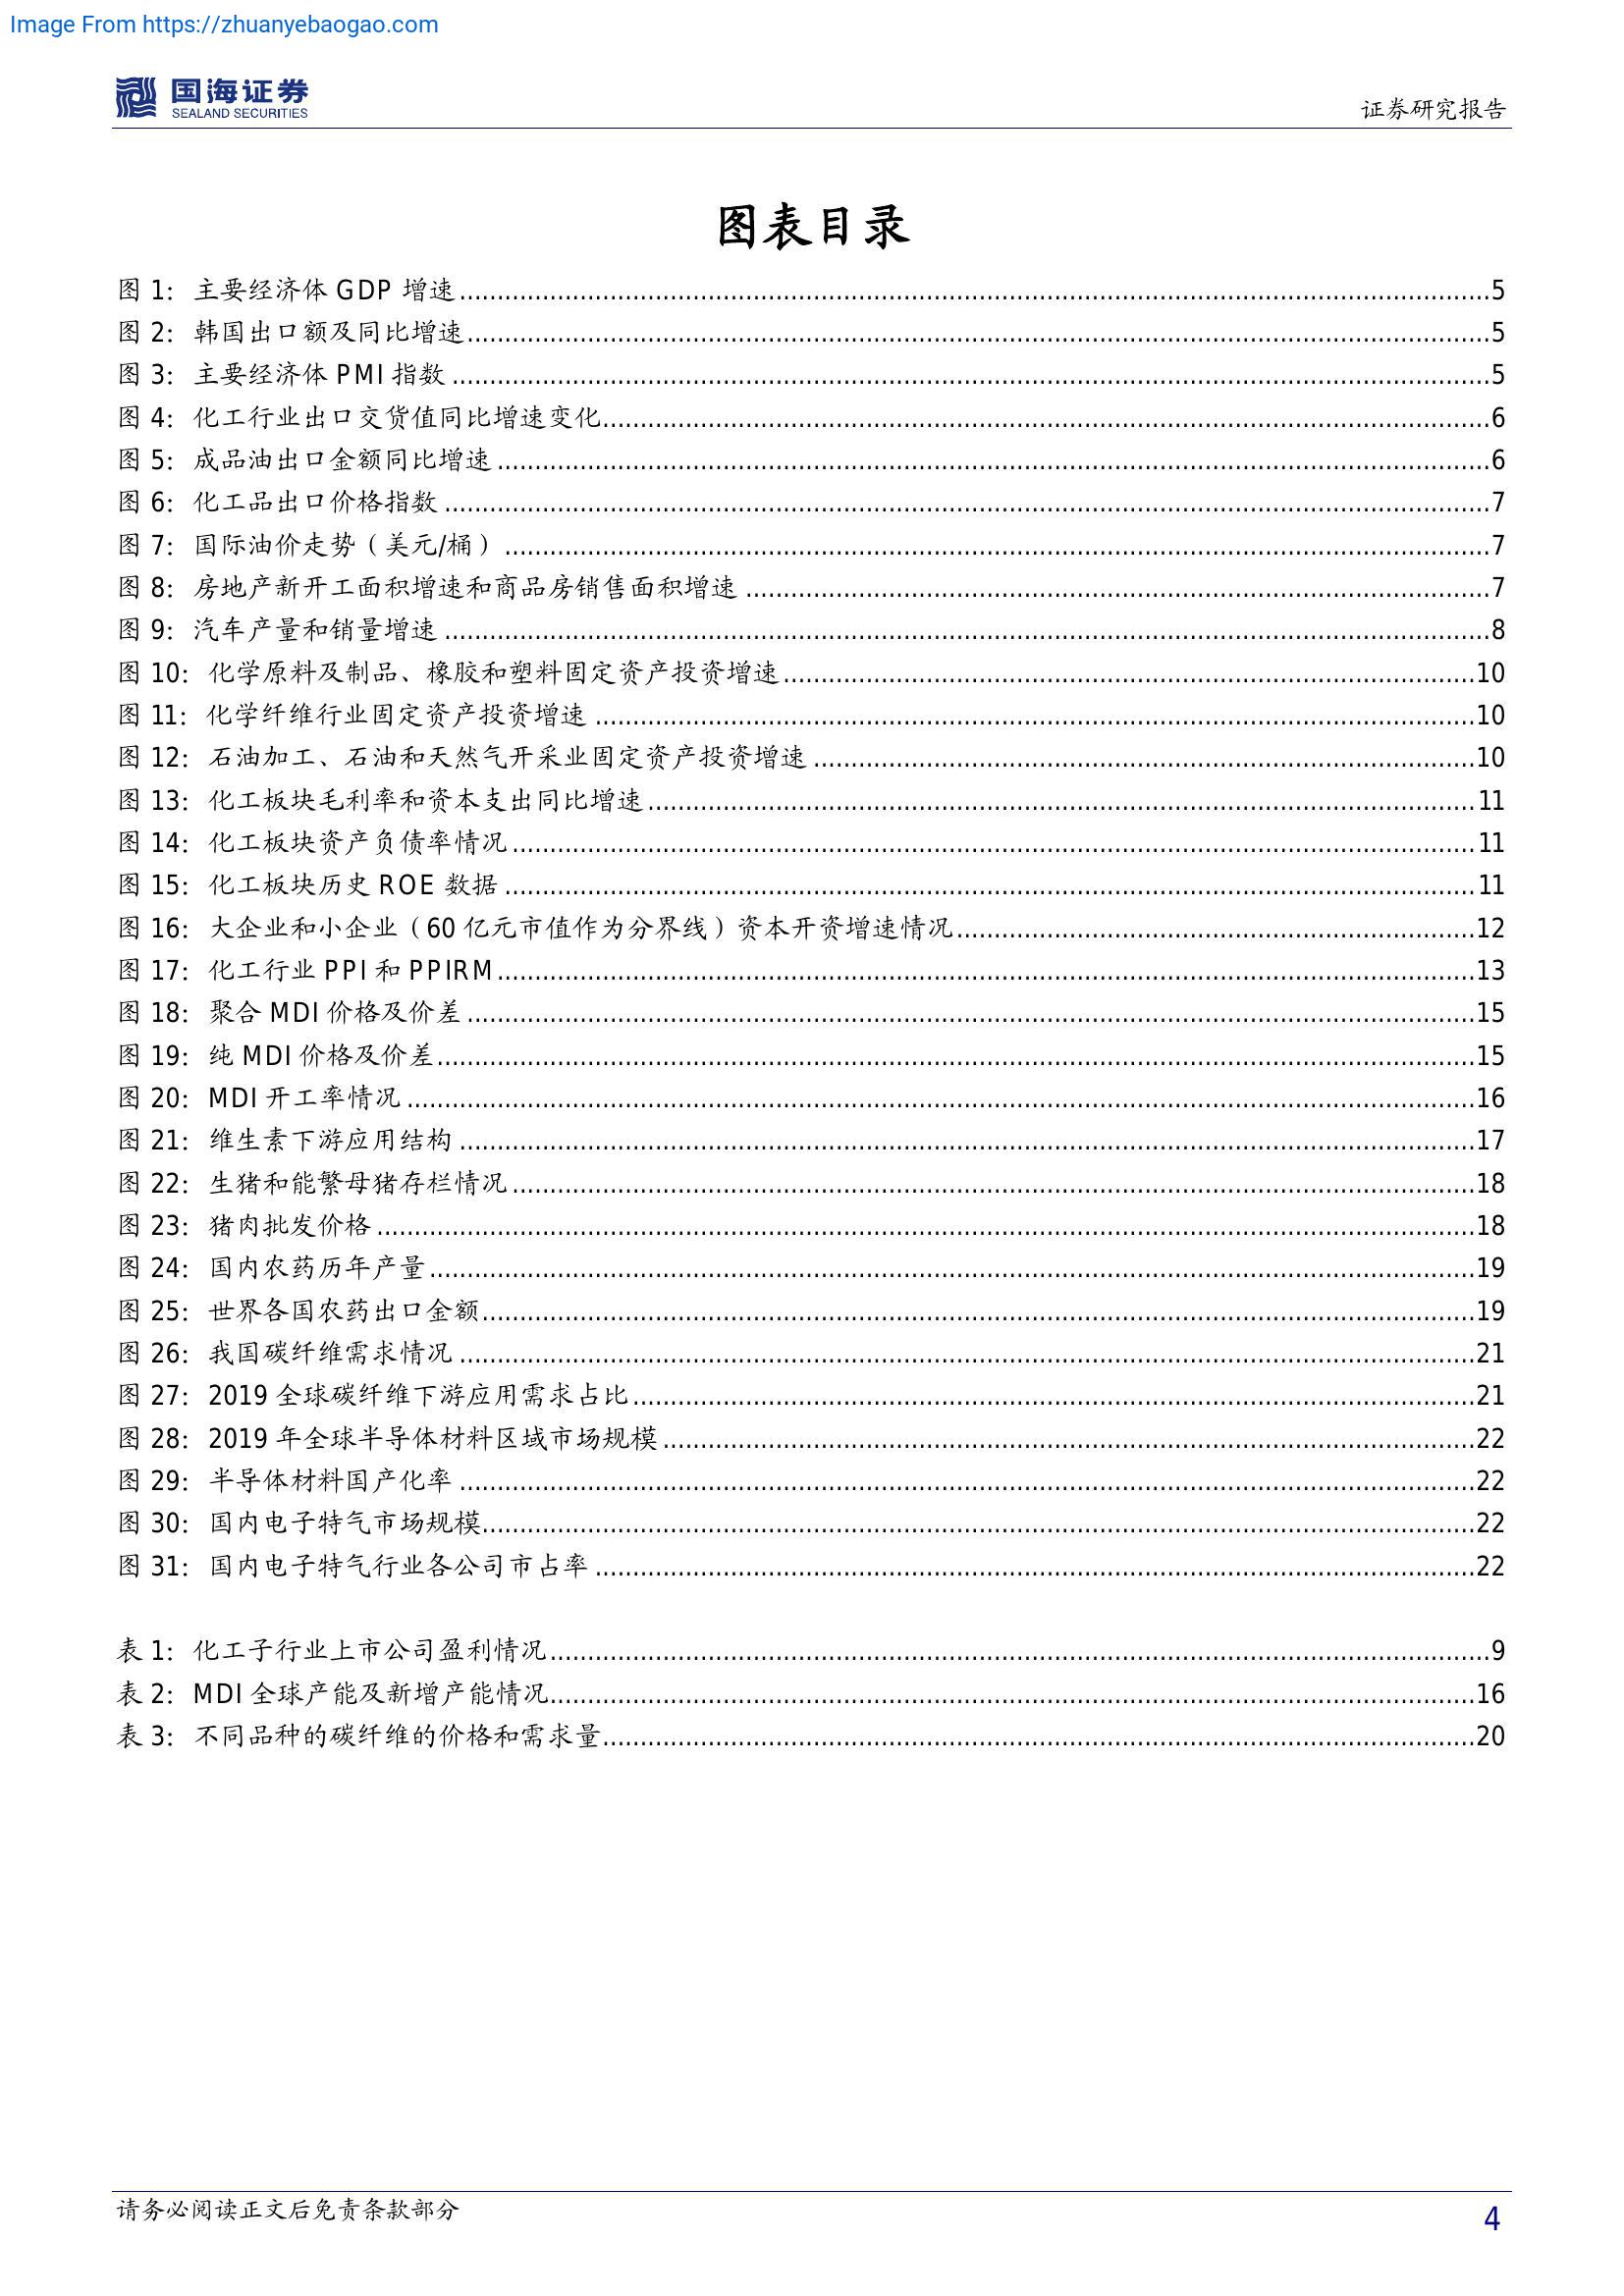 Image From https://zhuanyebaogao.com
国海证券
SEALAND SECURITIES
证券研究报告
图表目录
图 1: 主要经济体 GDP 增速........5
图 2: 韩国出口额及同比增速........5
图 3: 主要经济体 PMI 指数........5
图 4: 化工行业出口交货值同比增速变化........6
图 5: 成品油出口金额同比增速........6
图 6: 化工品出口价格指数........7
图 7: 国际油价走势（美元/桶）........7
图 8: 房地产新开工面积增速和商品房销售面积增速........7
图 9: 汽车产量和销量增速........8
图 10: 化学原料及制品、橡胶和塑料固定资产投资增速........10
图 11: 化学纤维行业固定资产投资增速........10
图 12: 石油加工、石油和天然气开采业固定资产投资增速........10
图 13: 化工板块毛利率和资本支出同比增速........11
图 14: 化工板块资产负债率情况........11
图 15: 化工板块历史 ROE 数据........11
图 16: 大企业和小企业（60 亿元市值作为分界线）资本开资增速情况........12
图 17: 化工行业 PPI 和 PPIRM........13
图 18: 聚合 MDI 价格及价差........15
图 19: 纯 MDI 价格及价差........15
图 20: MDI 开工率情况........16
图 21: 维生素下游应用结构........17
图 22: 生猪和能繁母猪存栏情况........18
图 23: 猪肉批发价格........18
图 24: 国内农药历年产量........19
图 25: 世界各国农药出口金额........19
图 26: 我国碳纤维需求情况........21
图 27: 2019 全球碳纤维下游应用需求占比........21
图 28: 2019 年全球半导体材料区域市场规模........22
图 29: 半导体材料国产化率........22
图 30: 国内电子特气市场规模........22
图 31: 国内电子特气行业各公司市占率........22
表 1: 化工子行业上市公司盈利情况........9
表 2: MDI 全球产能及新增产能情况........16
表 3: 不同品种的碳纤维的价格和需求量........20
请务必阅读正文后免责条款部分
4